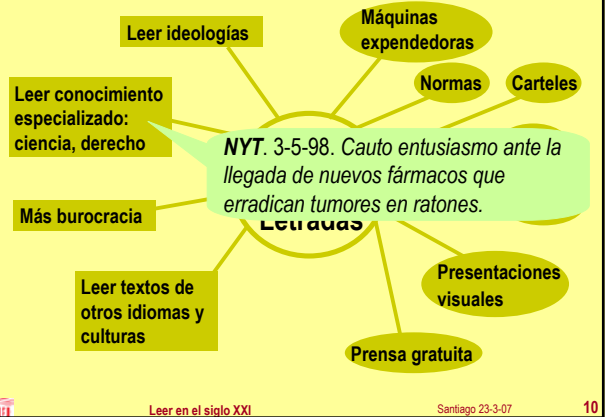 Leer ideologías
Máquinas
expendedoras
Normas
Carteles
Leer conocimiento
especializado:
ciencia, derecho
NYT. 3-5-98. Cauto entusiasmo ante la
llegada de nuevos fármacos que
erradican tumores en ratones.
Letradas
Más burocracia
Leer textos de
otros idiomas y
culturas
Presentaciones
visuales
Prensa gratuita
Leer en el siglo XXI
Santiago 23-3-07
10